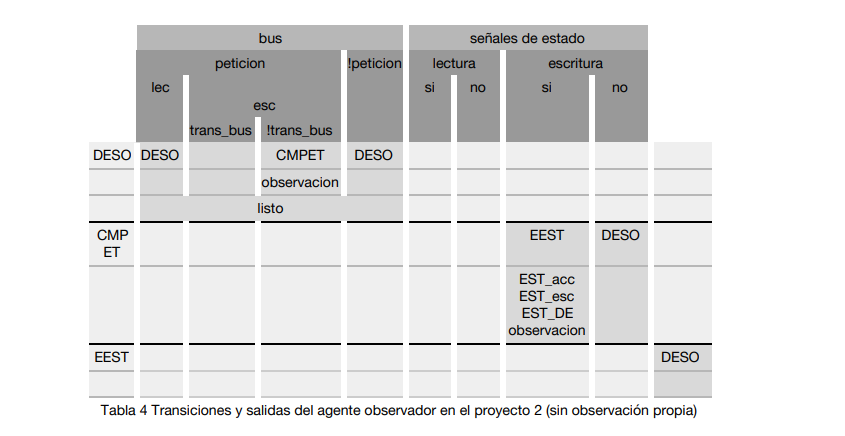 bus señales de estado
peticion !peticion lectura escritura
lec si no si no
esc
trans_bus !trans_bus
DESO DESO CMPET DESO
observacion
listo
CMP EEST DESO
ET
EST_acc
EST_esc
EST_DE
observacion
EEST DESO
Tabla 4 Transiciones y salidas del agente observador en el proyecto 2 (sin observación propia)